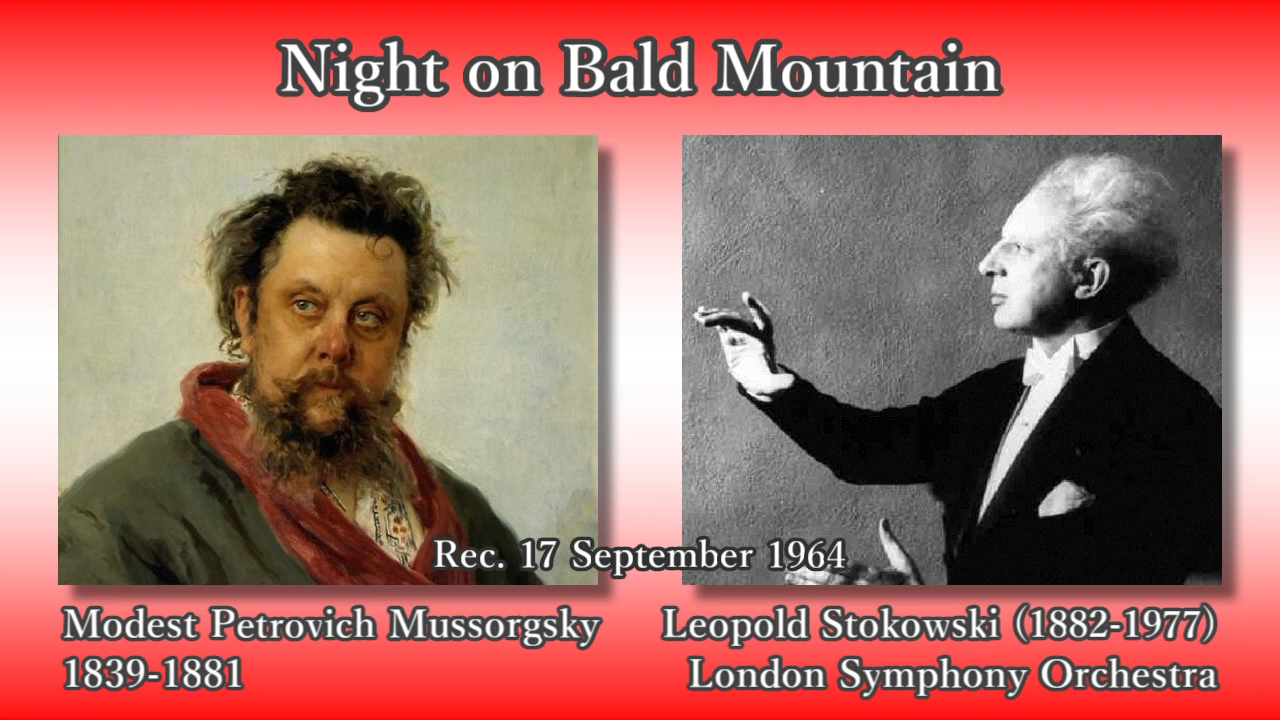 Night on Bald Mountain
Rec. 17 September 1964
Modest Petrovich Mussorgsky
1839-1881
Leopold Stokowski (1882-1977)
London Symphony Orchestra